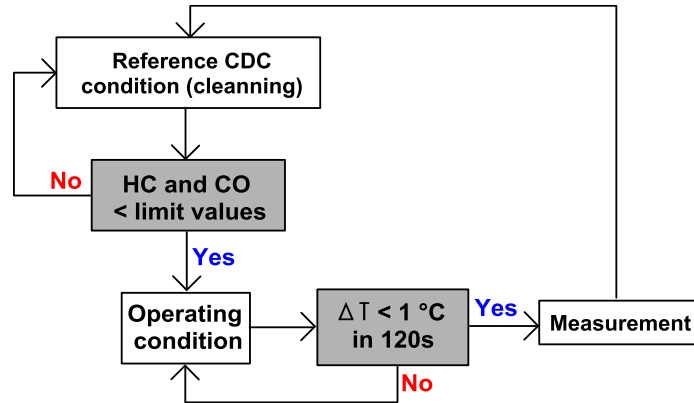 Reference CDC
condition (cleanning)
No
HC and CO
< limit values
Yes
Operating
condition
Δ T < 1 °C
in 120s
Yes
Measurement
No